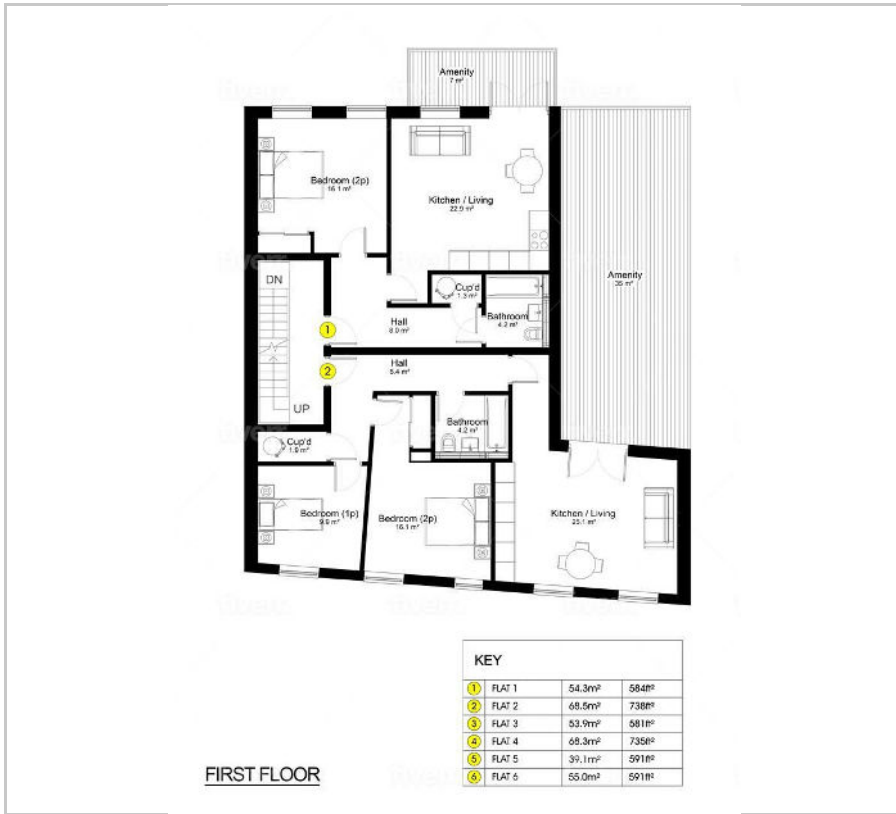 Amenity
7 m²
Bedroom (2p)
16.1 m²
Kitchen / Living
22.9 m²
DN
UP
Cup'd
1.3 m²
Amenity
35 m²
Bathroom
4.2 m²
Hall
8.9 m²
1
2
Hall
5.4 m²
Bathroom
4.2 m²
Cup'd
1.9 m²
Bedroom (1p)
9.9 m²
Bedroom (2p)
16.1 m²
Kitchen / Living
25.1 m²
KEY
1 FLAT 1 54.3m² 584ft²
2 FLAT 2 68.5m² 738ft²
3 FLAT 3 53.9m² 581ft²
4 FLAT 4 68.3m² 735ft²
5 FLAT 5 39.1m² 591ft²
6 FLAT 6 55.0m² 591ft²
FIRST FLOOR